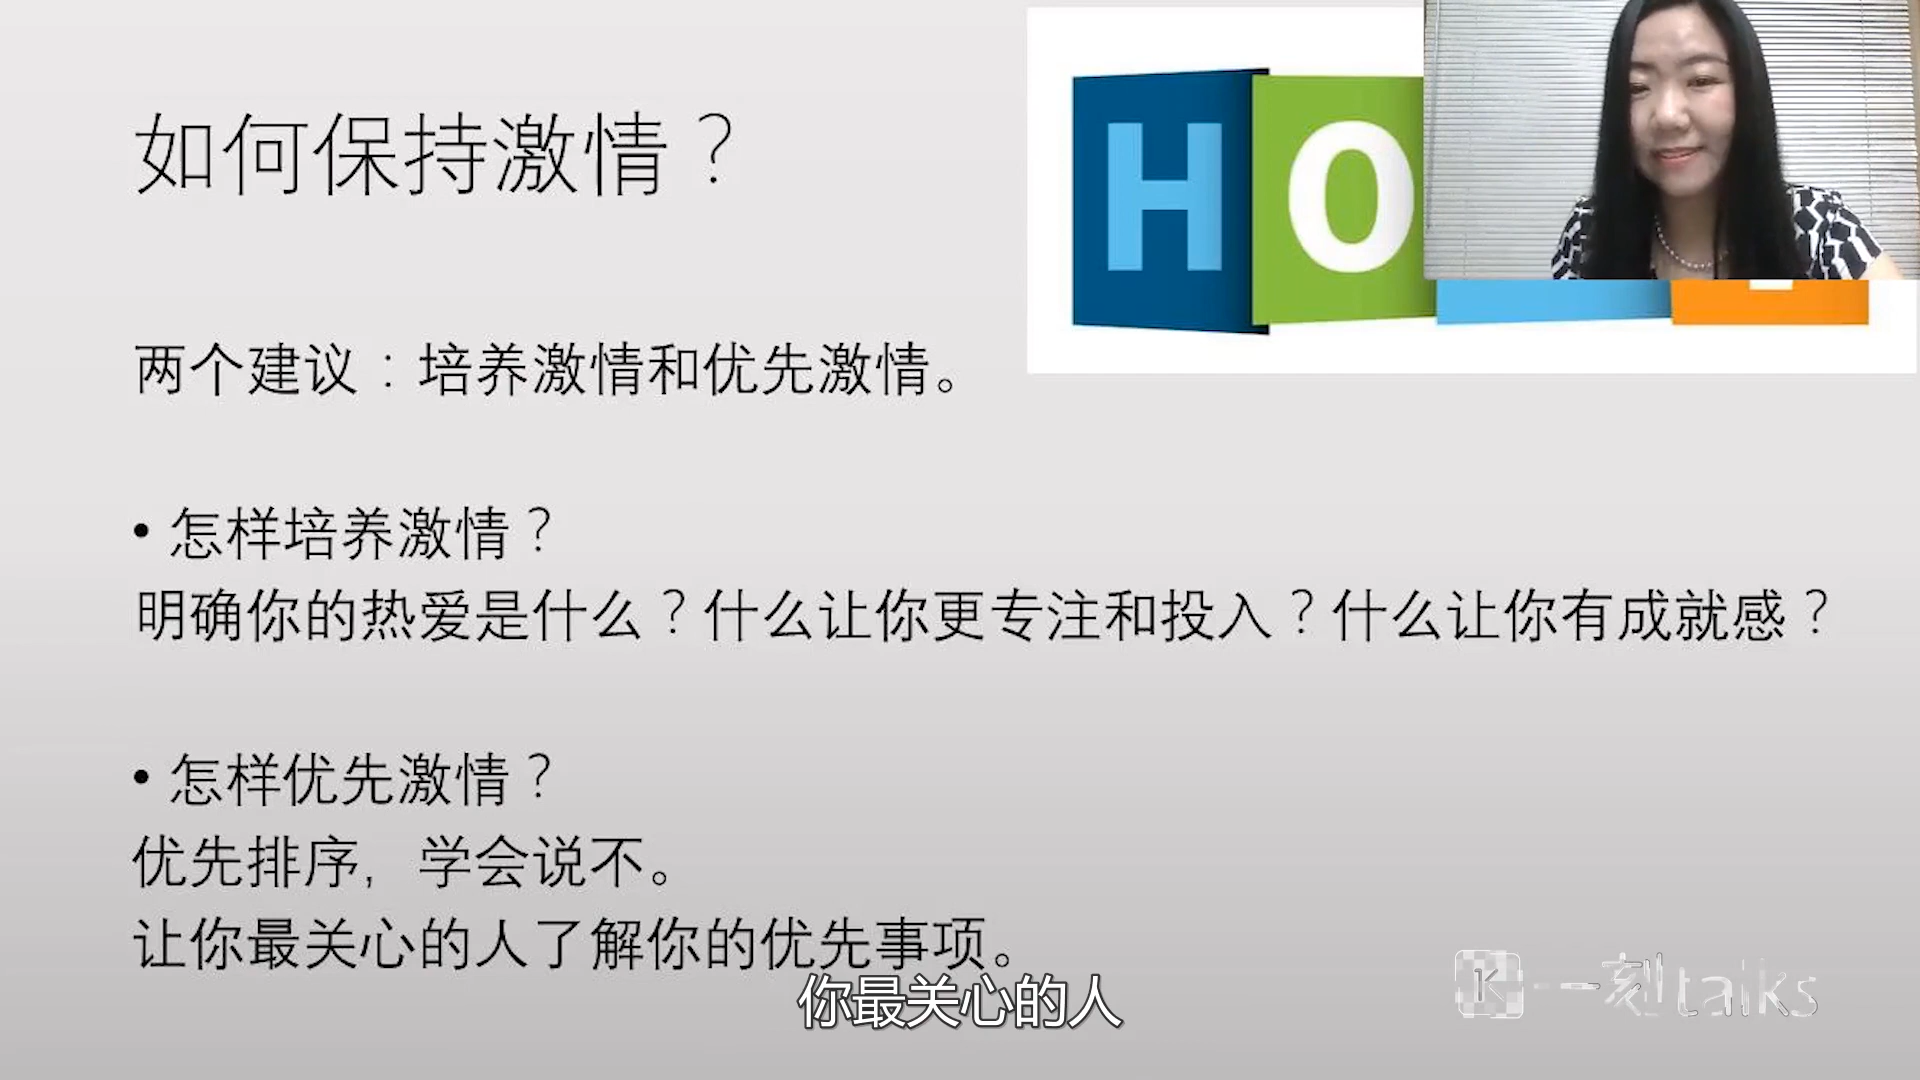 如何保持激情？
HO
两个建议：培养激情和优先激情。
• 怎样培养激情？
明确你的热爱是什么？什么让你更专注和投入？什么让你有成就感？
• 怎样优先激情？
优先排序，学会说不。
让你最关心的人了解你的优先事项。
你最关心的人
一刻talks